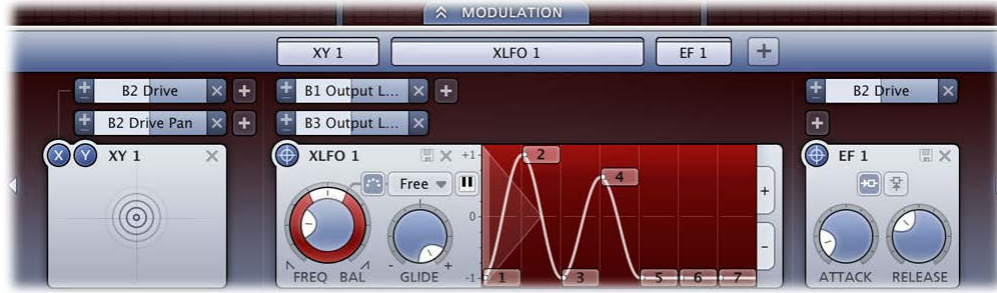 MODULATION
XY 1 XLFO 1 EF 1 +
B2 Drive × + B1 Output L... × + B2 Drive ×
B2 Drive Pan × + B3 Output L... × +
X Y XY 1 × XLFO 1 × +1 2 EF 1 ×
Free 4 +
0
FREQ BAL - GLIDE + -1 1 3 5 6 7 - ATTACK RELEASE